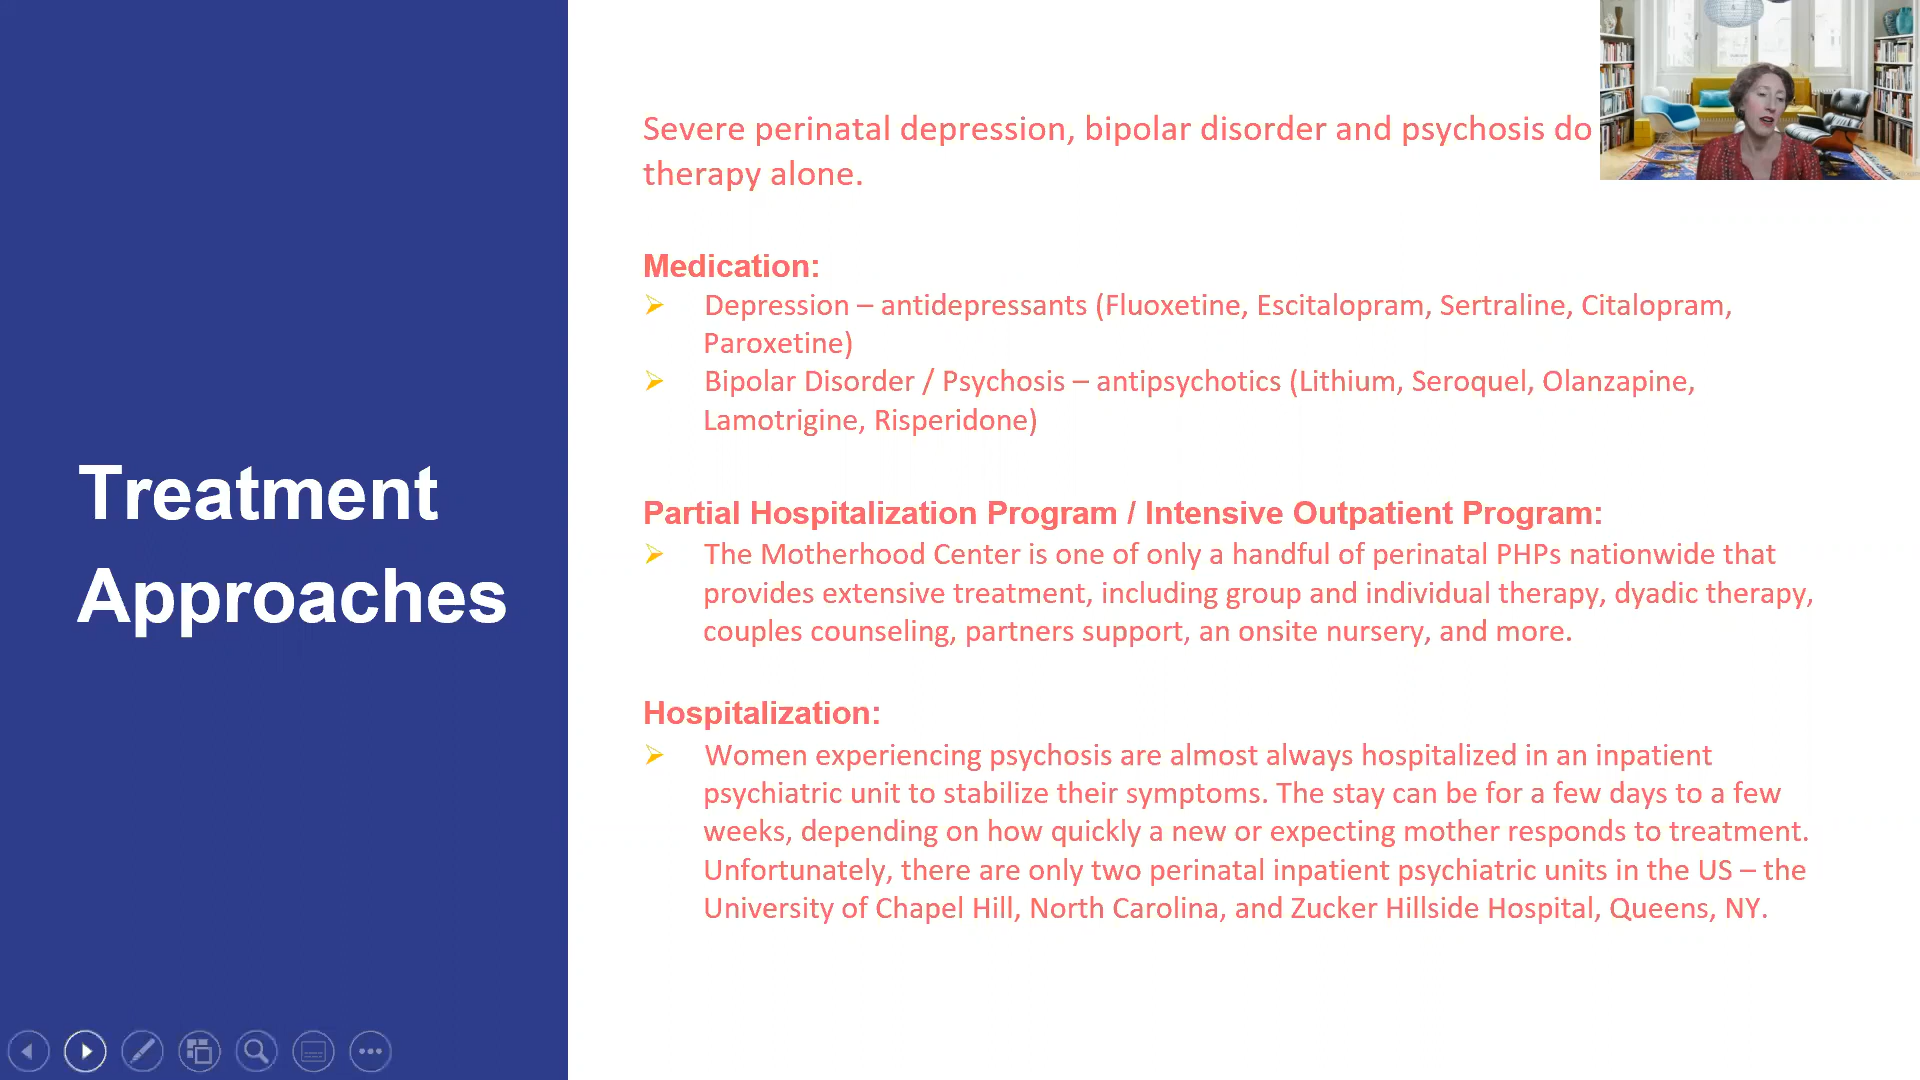 Treatment
Approaches
Severe perinatal depression, bipolar disorder and psychosis do
therapy alone.
Medication:
Depression – antidepressants (Fluoxetine, Escitalopram, Sertraline, Citalopram,
Paroxetine)
Bipolar Disorder / Psychosis – antipsychotics (Lithium, Seroquel, Olanzapine,
Lamotrigine, Risperidone)
Partial Hospitalization Program / Intensive Outpatient Program:
The Motherhood Center is one of only a handful of perinatal PHPs nationwide that
provides extensive treatment, including group and individual therapy, dyadic therapy,
couples counseling, partners support, an onsite nursery, and more.
Hospitalization:
Women experiencing psychosis are almost always hospitalized in an inpatient
psychiatric unit to stabilize their symptoms. The stay can be for a few days to a few
weeks, depending on how quickly a new or expecting mother responds to treatment.
Unfortunately, there are only two perinatal inpatient psychiatric units in the US – the
University of Chapel Hill, North Carolina, and Zucker Hillside Hospital, Queens, NY.